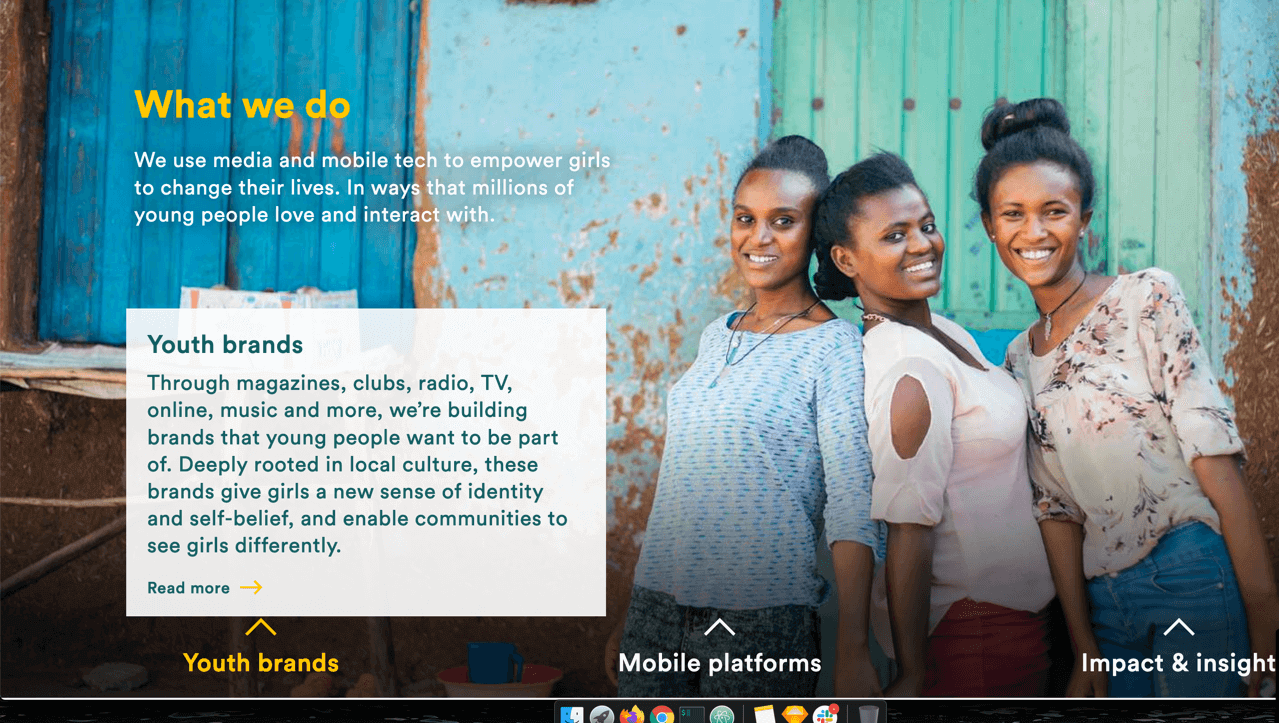 What we do
We use media and mobile tech to empower girls
to change their lives. In ways that millions of
young people love and interact with.
Youth brands
Through magazines, clubs, radio, TV,
online, music and more, we’re building
brands that young people want to be part
of. Deeply rooted in local culture, these
brands give girls a new sense of identity
and self-belief, and enable communities to
see girls differently.
Read more
Youth brands
Mobile platforms
Impact & insight